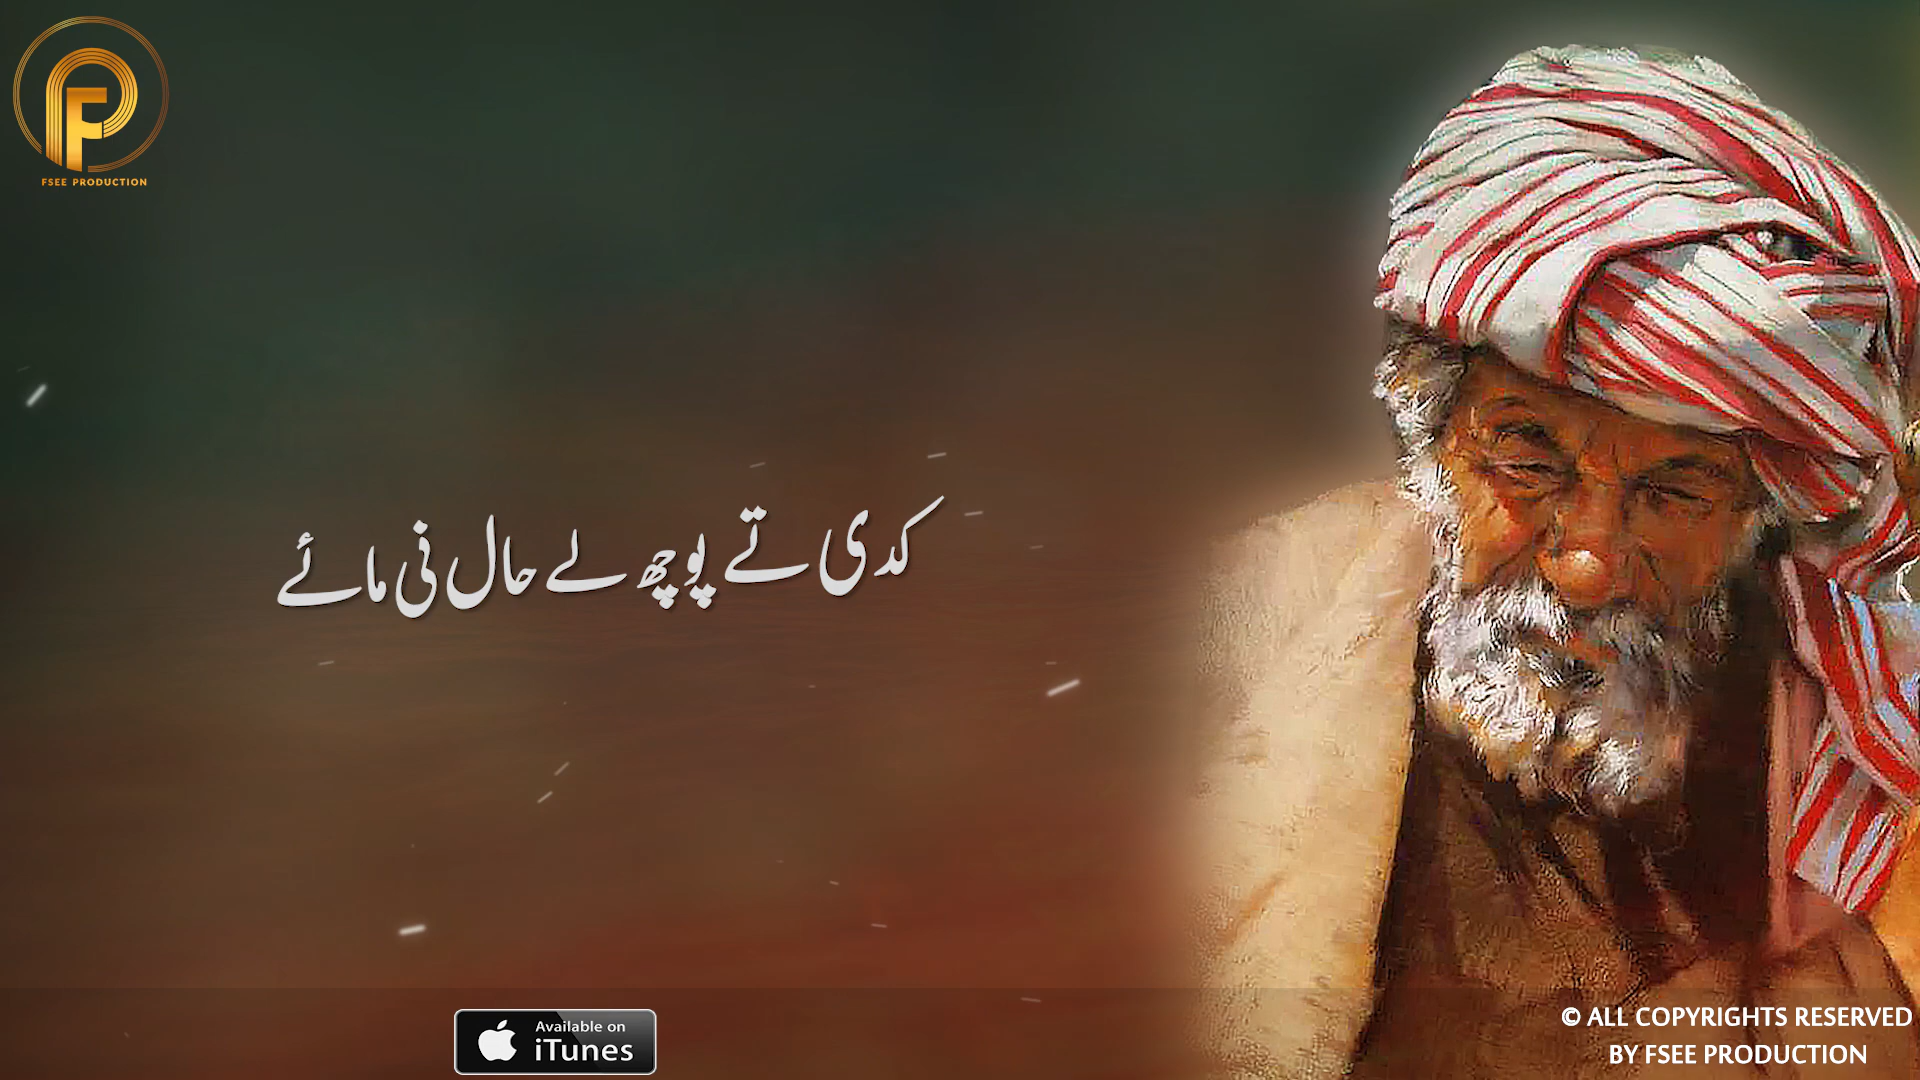 FSEE PRODUCTION
کدی تے پوچھ لے حال نی مائے
Available on
iTunes
© ALL COPYRIGHTS RESERVED
BY FSEE PRODUCTION